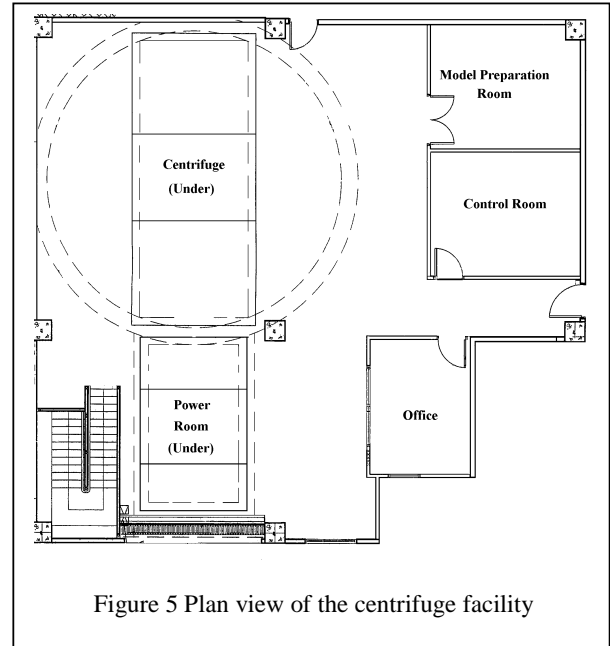 Model Preparation
Room
Centrifuge
(Under)
Control Room
Power
Room
(Under)
Office
Figure 5 Plan view of the centrifuge facility